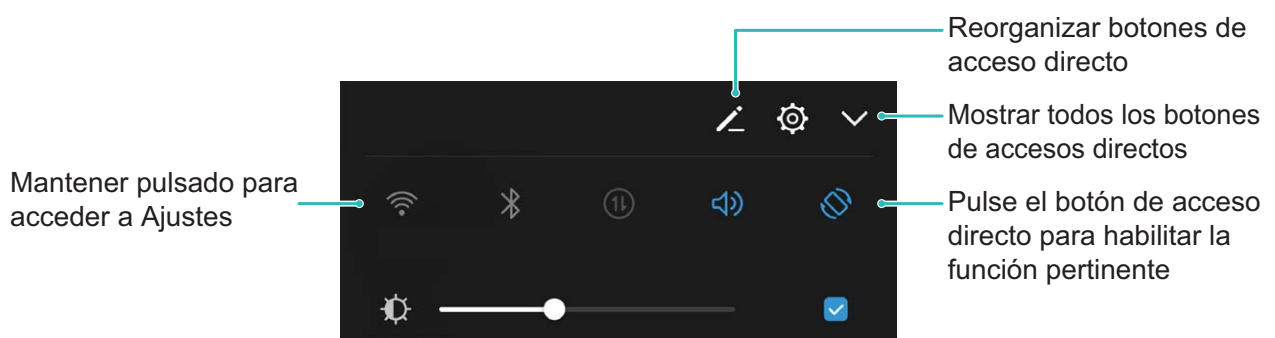 Reorganizar botones de
acceso directo
Mostrar todos los botones
de accesos directos
Mantener pulsado para
acceder a Ajustes
Pulse el botón de acceso
directo para habilitar la
función pertinente